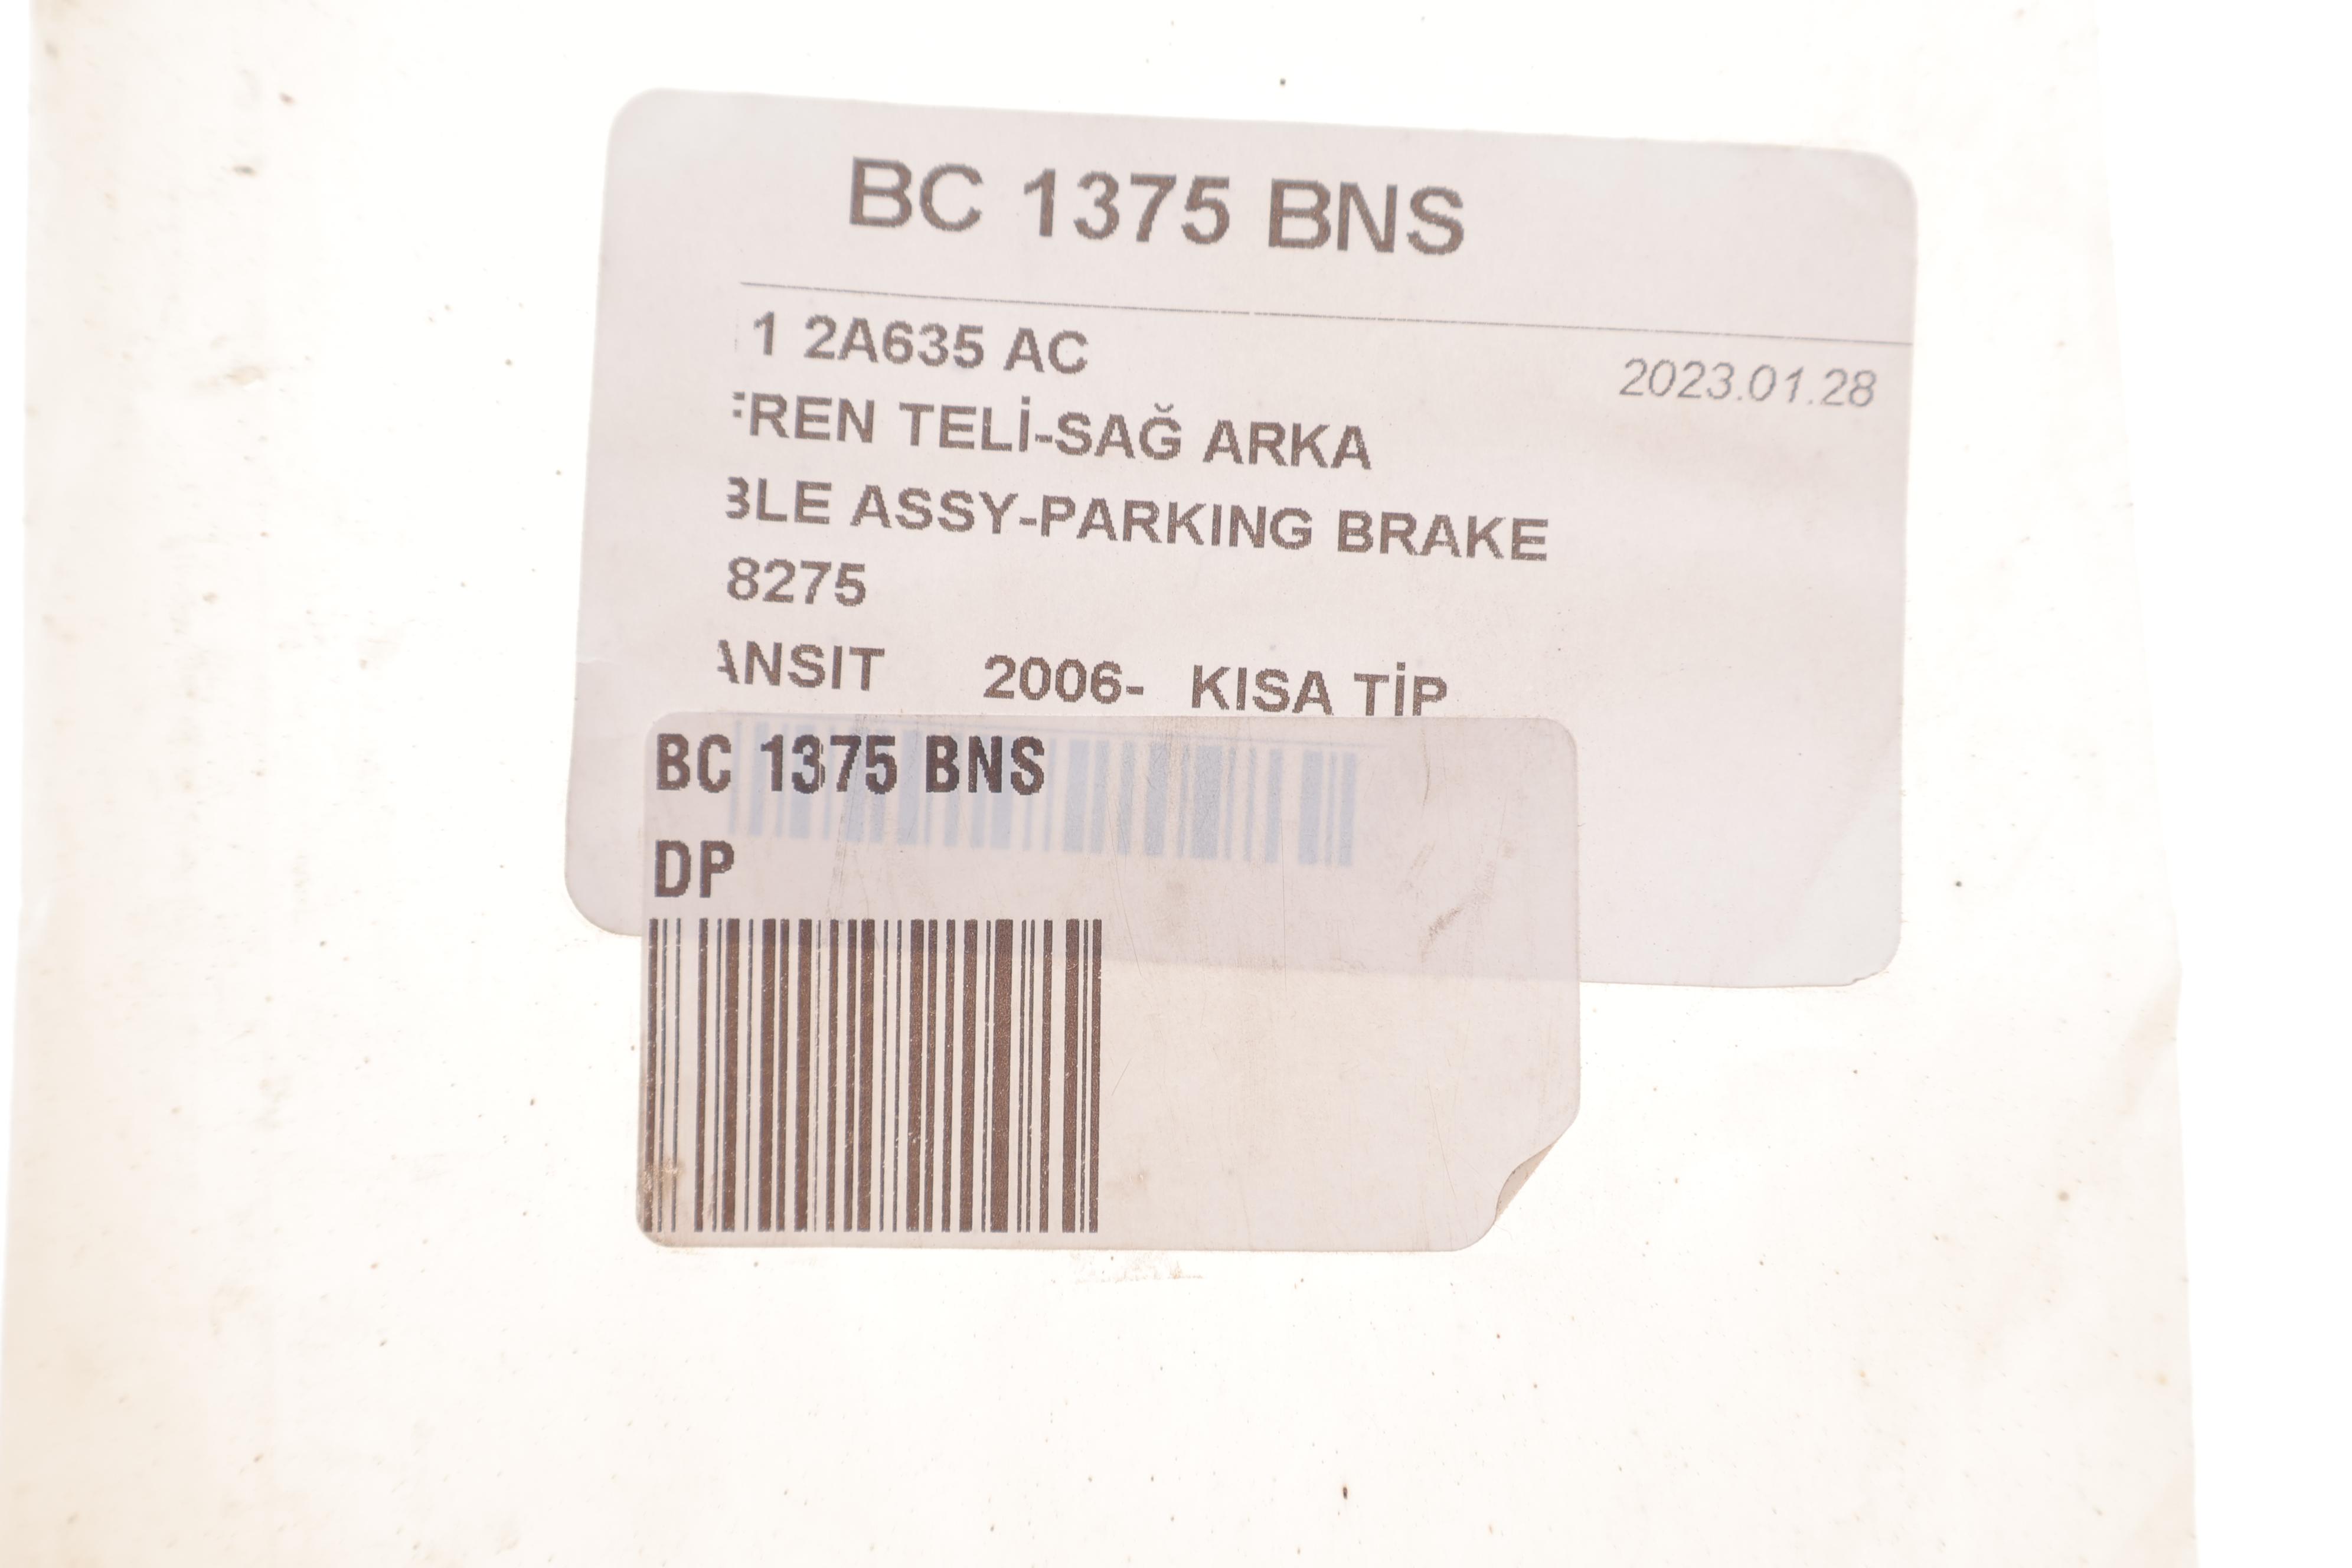 BC 1375 BNS
1 2A635 AC
2023.01.28
FREN TELİ-SAĞ ARKA
BLE ASSY-PARKING BRAKE
8275
ANSIT 2006- KISA TİP
BC 1375 BNS
DP